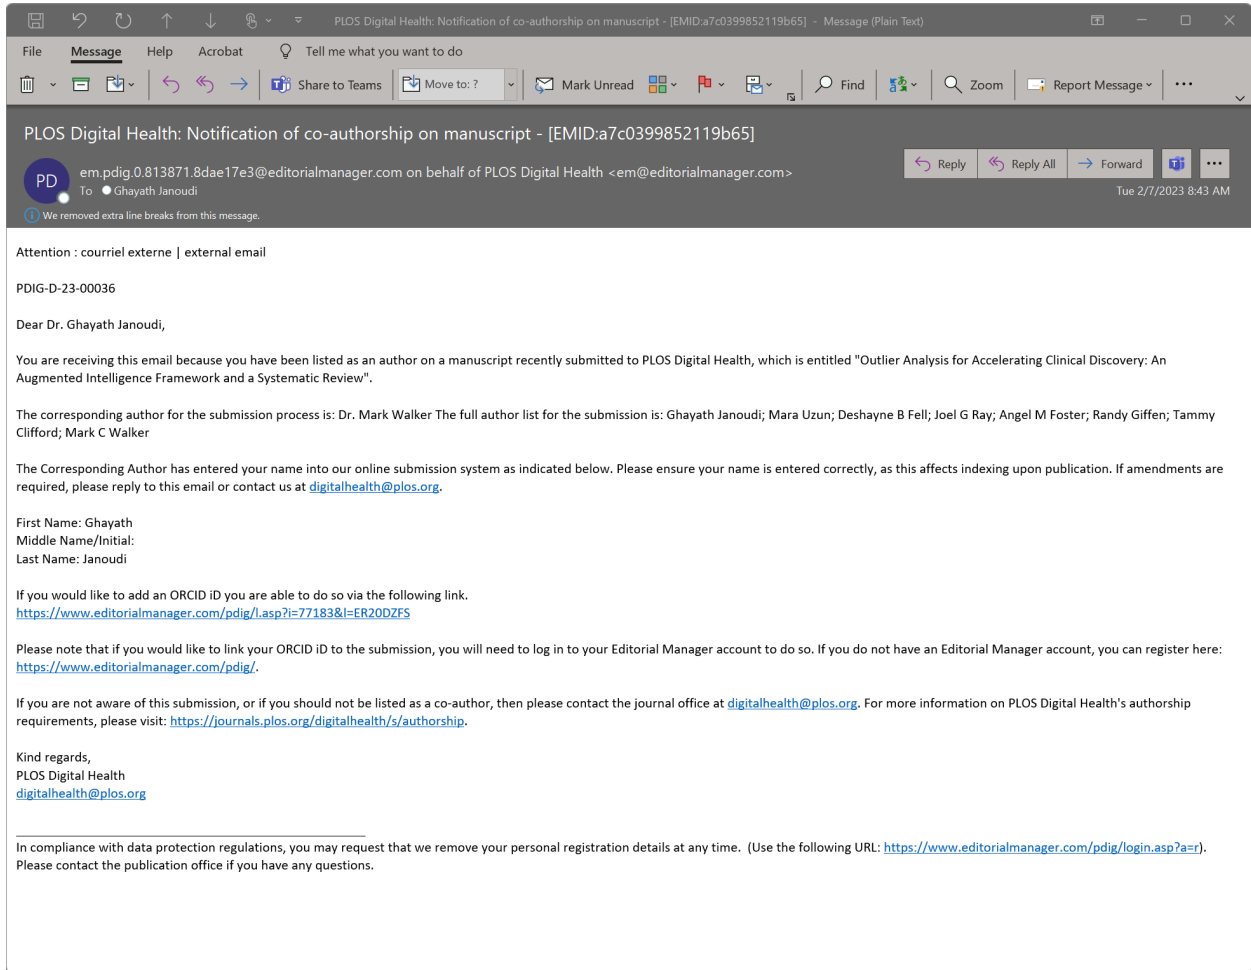 PLOS Digital Health: Notification of co-authorship on manuscript - [EMID:a7c0399852119b65] - Message (Plain Text)
File Message Help Acrobat Tell me what you want to do
Share to Teams Move to: ? Mark Unread Find Zoom Report Message
PLOS Digital Health: Notification of co-authorship on manuscript - [EMID:a7c0399852119b65]
PD
em.pdig.0.813871.8dae17e3@editorialmanager.com on behalf of PLOS Digital Health <em@editorialmanager.com>
To Ghayath Janoudi
Reply Reply All Forward
Tue 2/7/2023 8:43 AM
We removed extra line breaks from this message.
Attention : courriel externe | external email
PDIG-D-23-00036
Dear Dr. Ghayath Janoudi,
You are receiving this email because you have been listed as an author on a manuscript recently submitted to PLOS Digital Health, which is entitled "Outlier Analysis for Accelerating Clinical Discovery: An
Augmented Intelligence Framework and a Systematic Review".
The corresponding author for the submission process is: Dr. Mark Walker The full author list for the submission is: Ghayath Janoudi; Mara Uzun; Deshayne B Fell; Joel G Ray; Angel M Foster; Randy Giffen; Tammy
Clifford; Mark C Walker
The Corresponding Author has entered your name into our online submission system as indicated below. Please ensure your name is entered correctly, as this affects indexing upon publication. If amendments are
required, please reply to this email or contact us at digitalhealth@plos.org.
First Name: Ghayath
Middle Name/Initial:
Last Name: Janoudi
If you would like to add an ORCID iD you are able to do so via the following link.
https://www.editorialmanager.com/pdig/l.asp?i=77183&l=ER20DZFS
Please note that if you would like to link your ORCID iD to the submission, you will need to log in to your Editorial Manager account to do so. If you do not have an Editorial Manager account, you can register here:
https://www.editorialmanager.com/pdig/.
If you are not aware of this submission, or if you should not be listed as a co-author, then please contact the journal office at digitalhealth@plos.org. For more information on PLOS Digital Health's authorship
requirements, please visit: https://journals.plos.org/digitalhealth/s/authorship.
Kind regards,
PLOS Digital Health
digitalhealth@plos.org
In compliance with data protection regulations, you may request that we remove your personal registration details at any time. (Use the following URL: https://www.editorialmanager.com/pdig/login.asp?a=r).
Please contact the publication office if you have any questions.